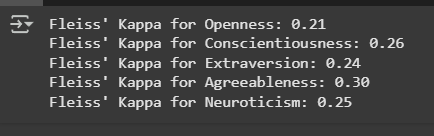 Fleiss' Kappa for Openness: 0.21
Fleiss' Kappa for Conscientiousness: 0.26
Fleiss' Kappa for Extraversion: 0.24
Fleiss' Kappa for Agreeableness: 0.30
Fleiss' Kappa for Neuroticism: 0.25